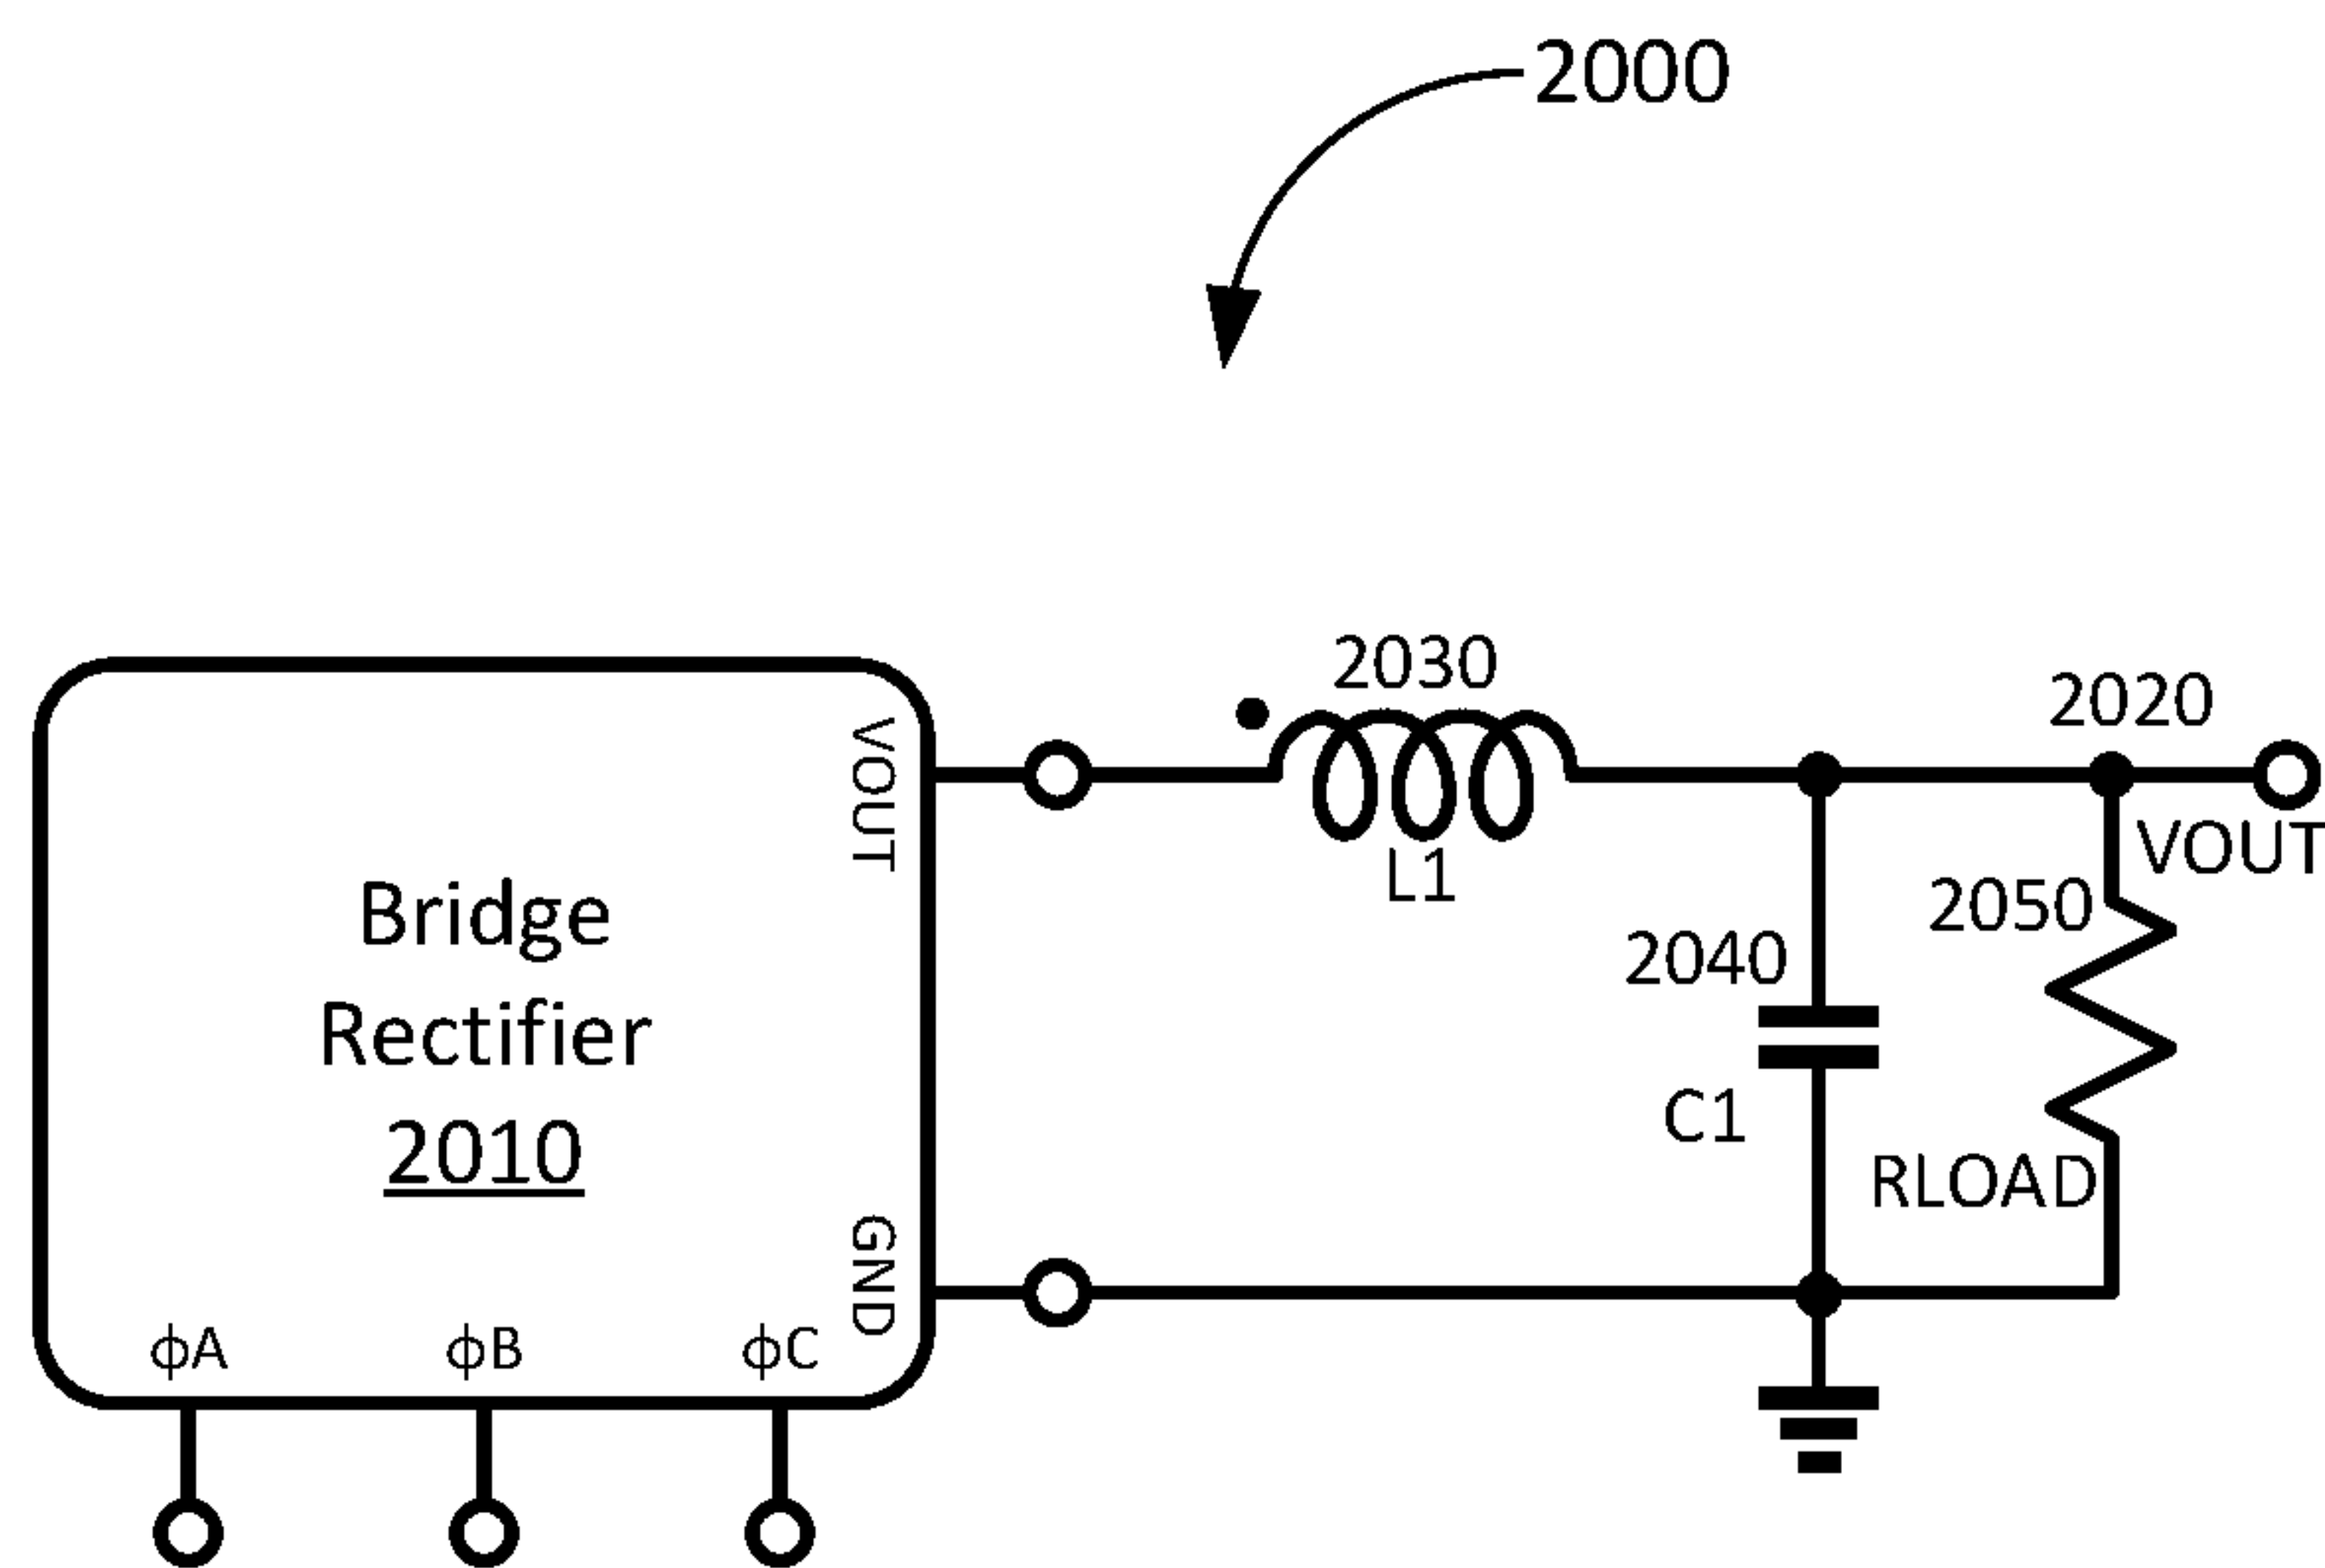 2000
2030
2020
VOUT
VOUT
L1
2050
Bridge
Rectifier
2010
2040
C1
RLOAD
GND
ϕA
ϕB
ϕC